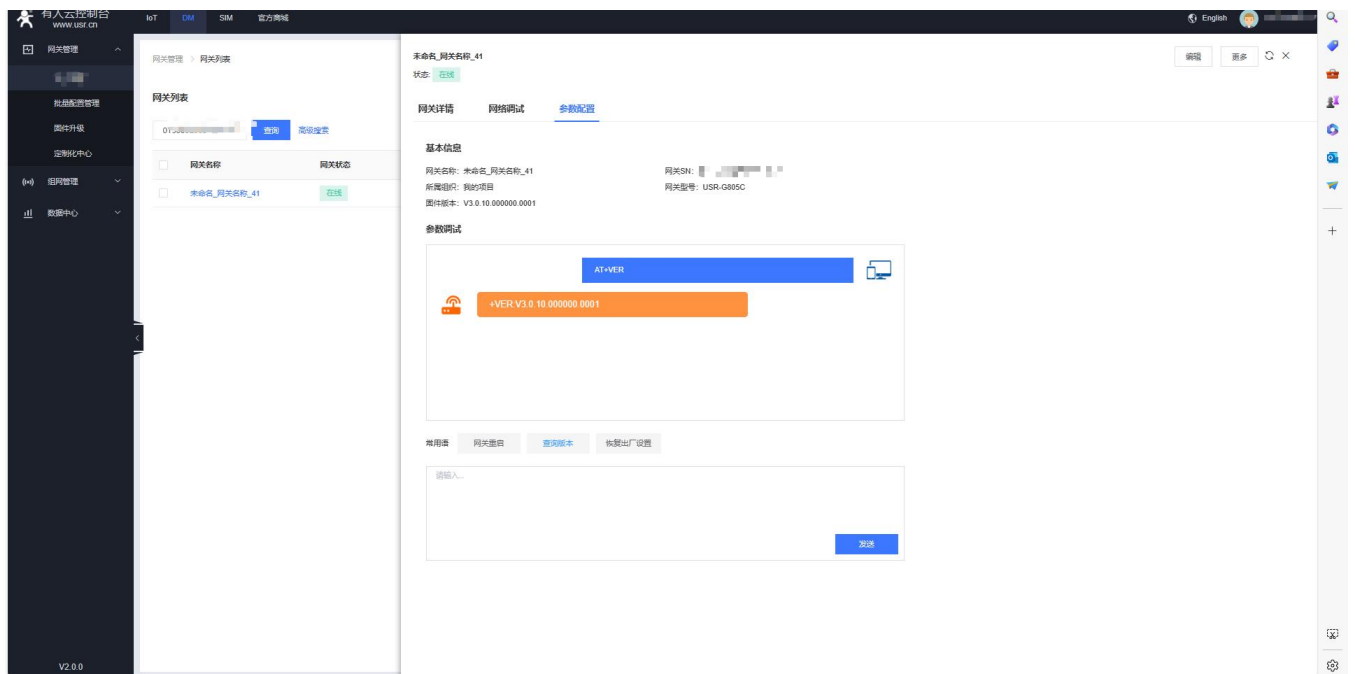 有人云控制台
www.usr.cn
IoT DM SIM 官方商城
English
网关管理
批量配置管理
固件升级
定制化中心
组网管理
数据中心
V2.0.0
网关管理 > 网关列表
网关列表
查询 高级搜索
网关名称 网关状态
未命名_网关名称_41 在线
未命名_网关名称_41
状态: 在线
编辑 更多
网关详情 网络调试 参数配置
基本信息
网关名称: 未命名_网关名称_41 网关SN:
所属组织: 我的项目 网关型号: USR-G805C
固件版本: V3.0.10.000000.0001
参数调试
AT+VER
+VER:V3.0.10.000000.0001
常用语 网关重启 查询版本 恢复出厂设置
请输入...
发送